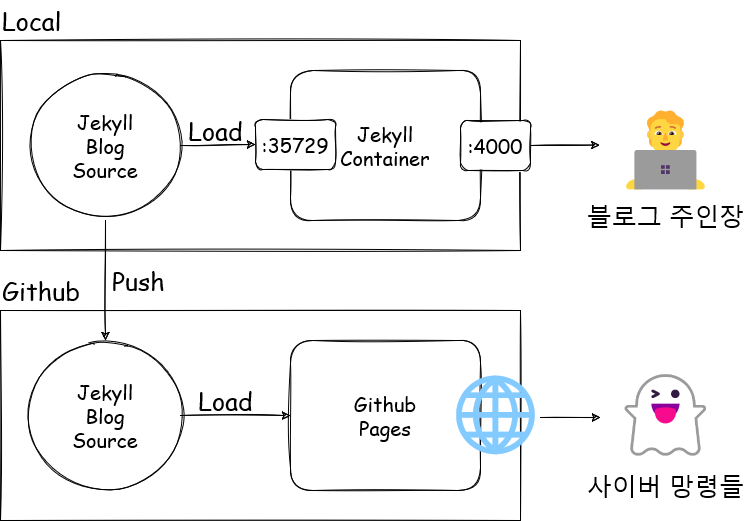 Local
Jekyll
Blog
Source
Load
:35729
Jekyll
Container
:4000
블로그 주인장
Push
Github
Jekyll
Blog
Source
Load
Github
Pages
사이버 망령들